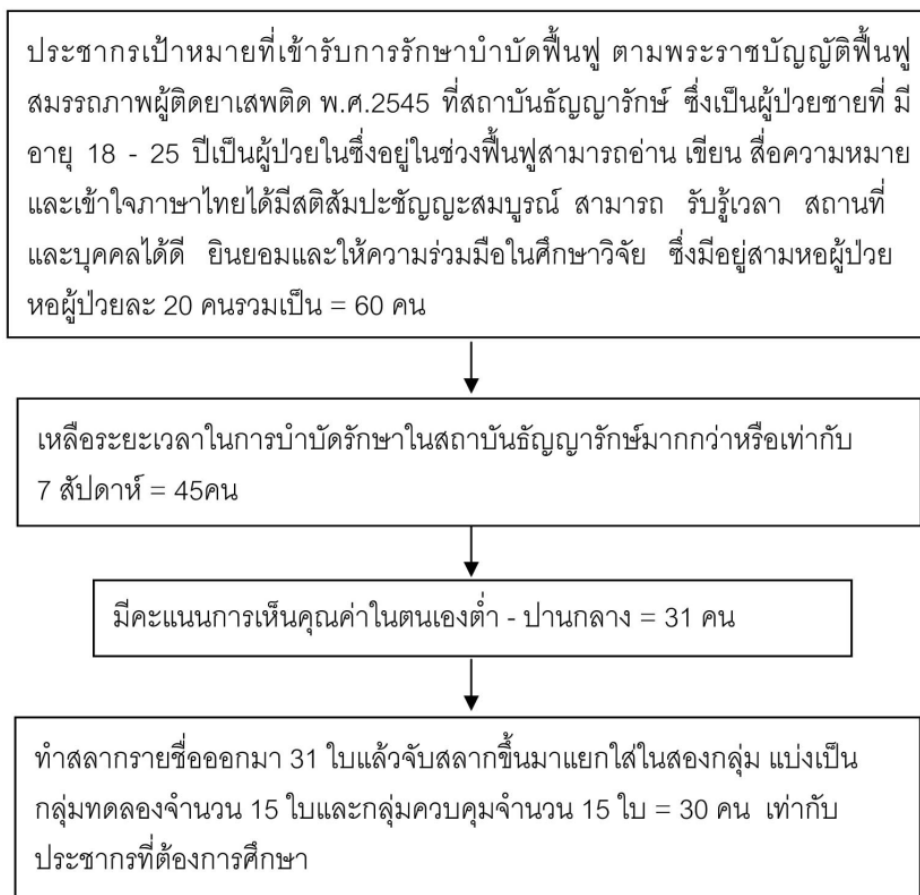 ประชากรเป้าหมายที่เข้ารับการรักษาบำบัดฟื้นฟู ตามพระราชบัญญัติฟื้นฟู
สมรรถภาพผู้ติดยาเสพติด พ.ศ.2545 ที่สถาบันธัญญารักษ์ ซึ่งเป็นผู้ป่วยชายที่ มี
อายุ 18 - 25 ปีเป็นผู้ป่วยในซึ่งอยู่ในช่วงฟื้นฟูสามารถอ่าน เขียน สื่อความหมาย
และเข้าใจภาษาไทยได้มีสติสัมปะชัญญะสมบูรณ์ สามารถ รับรู้เวลา สถานที่
และบุคคลได้ดี ยินยอมและให้ความร่วมมือในศึกษาวิจัย ซึ่งมีอยู่สามหอผู้ป่วย
หอผู้ป่วยละ 20 คนรวมเป็น = 60 คน
เหลือระยะเวลาในการบำบัดรักษาในสถาบันธัญญารักษ์มากกว่าหรือเท่ากับ
7 สัปดาห์ = 45คน
มีคะแนนการเห็นคุณค่าในตนเองต่ำ - ปานกลาง = 31 คน
ทำสลากรายชื่อออกมา 31 ใบแล้วจับสลากขึ้นมาแยกใส่ในสองกลุ่ม แบ่งเป็น
กลุ่มทดลองจำนวน 15 ใบและกลุ่มควบคุมจำนวน 15 ใบ = 30 คน เท่ากับ
ประชากรที่ต้องการศึกษา